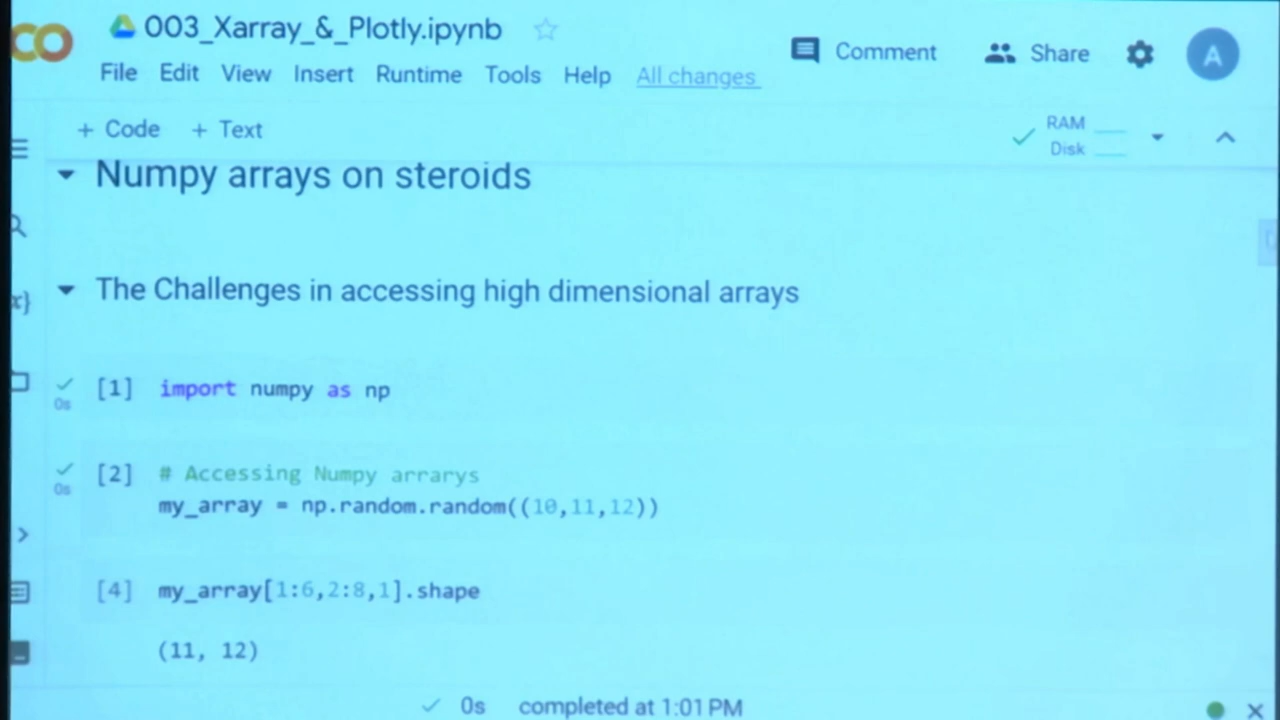 CO
003_Xarray_&_Plotly.ipynb
Comment
Share
A
File Edit View Insert Runtime Tools Help All changes
+ Code + Text
RAM
Disk
Numpy arrays on steroids
The Challenges in accessing high dimensional arrays
[1] import numpy as np
0s
[2] # Accessing Numpy arrarys
0s
my_array = np.random.random((10,11,12))
[4] my_array[1:6,2:8,1].shape
(11, 12)
0s completed at 1:01 PM